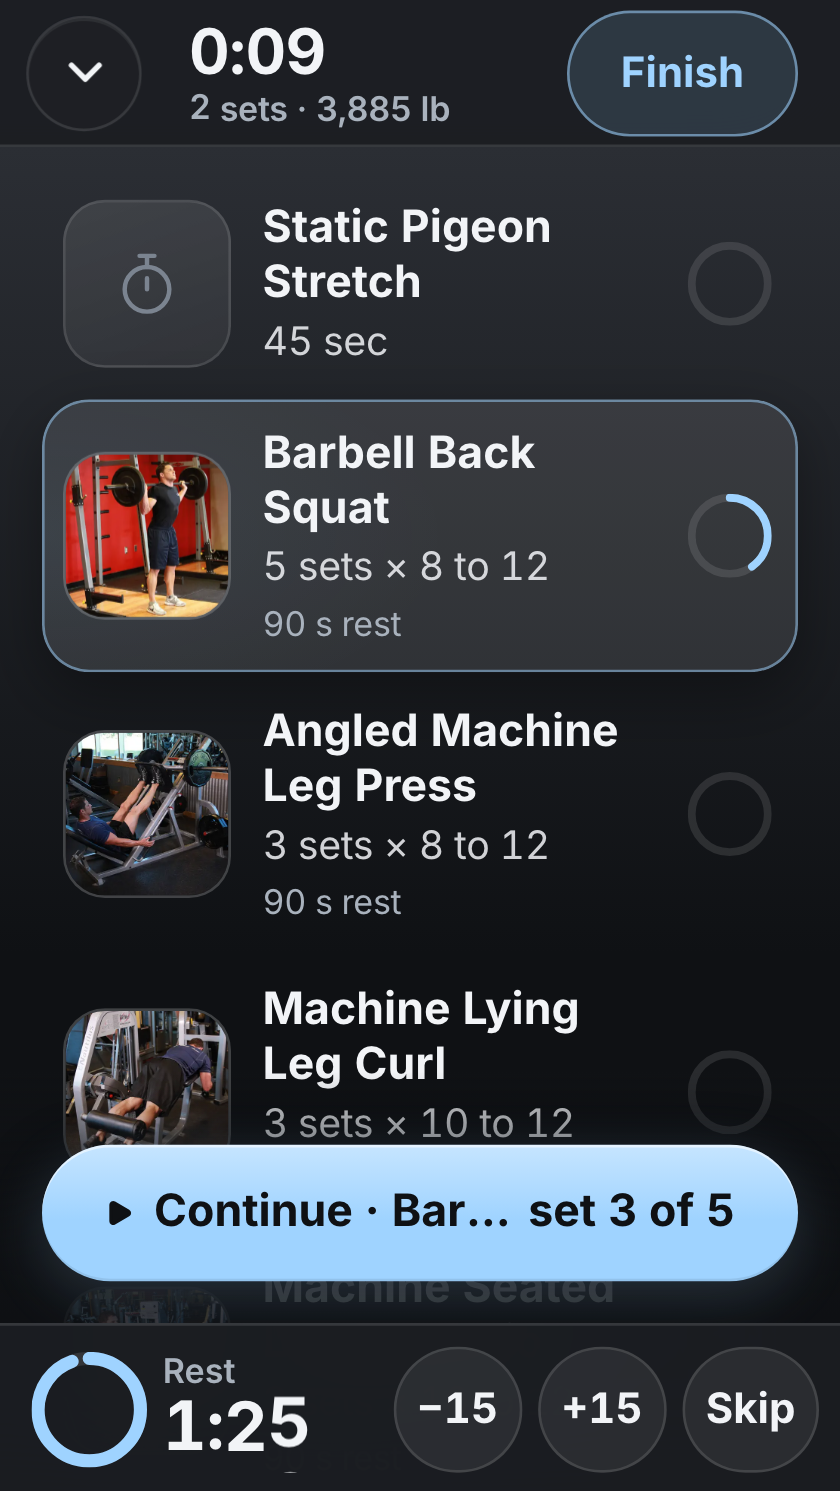 0:09
2 sets · 3,885 lb
Finish
Static Pigeon
Stretch
45 sec
Barbell Back
Squat
5 sets × 8 to 12
90 s rest
Angled Machine
Leg Press
3 sets × 8 to 12
90 s rest
Machine Lying
Leg Curl
3 sets × 10 to 12
Continue · Bar... set 3 of 5
Machine Seated
Rest
1:25
−15
+15
Skip